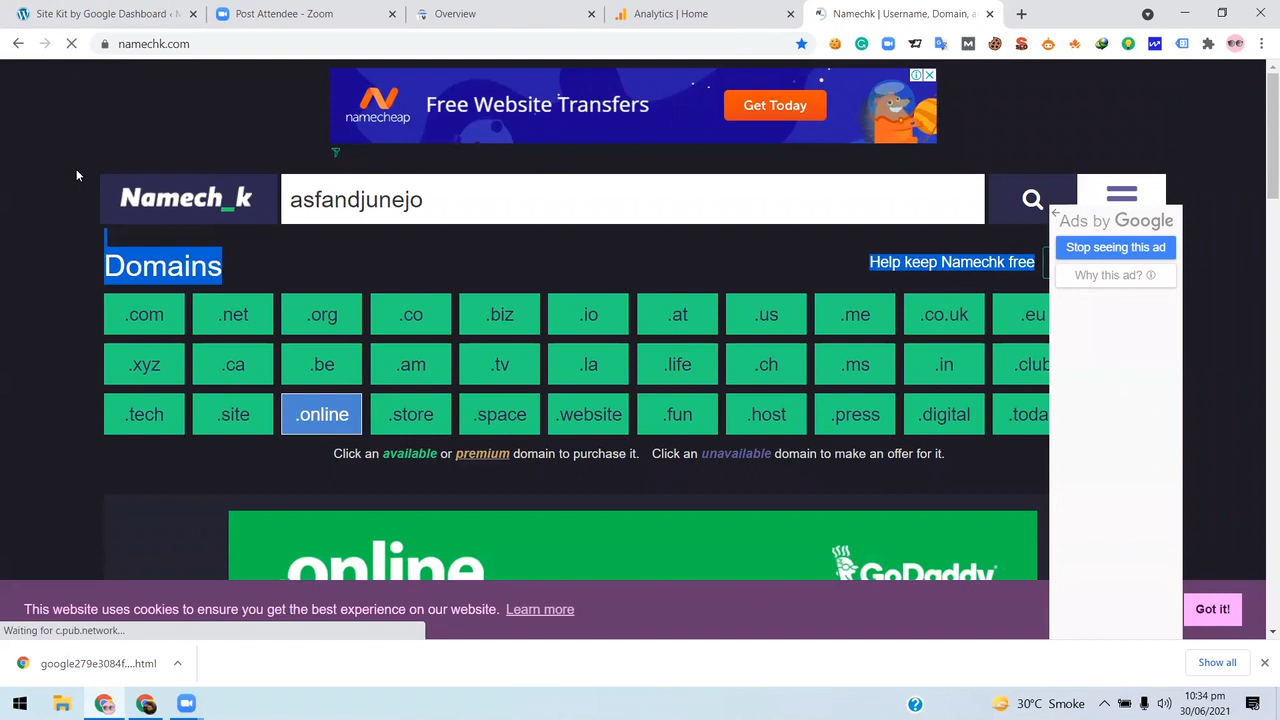 Site Kit by Google Dashboard ‹ N
Post Attendee - Zoom
Overview
Analytics | Home
Namechk | Username, Domain, a
namechk.com
namecheap
Free Website Transfers
Get Today
Namech_k
asfandjunejo
Ads by Google
Stop seeing this ad
Why this ad?
Domains
Help keep Namechk free
.com .net .org .co .biz .io .at .us .me .co.uk .eu
.xyz .ca .be .am .tv .la .life .ch .ms .in .club
.tech .site .online .store .space .website .fun .host .press .digital .toda
Click an available or premium domain to purchase it. Click an unavailable domain to make an offer for it.
online
GoDaddy
This website uses cookies to ensure you get the best experience on our website. Learn more
Got it!
Waiting for c.pub.network...
google279e3084f....html
Show all
30°C Smoke
10:34 pm
30/06/2021